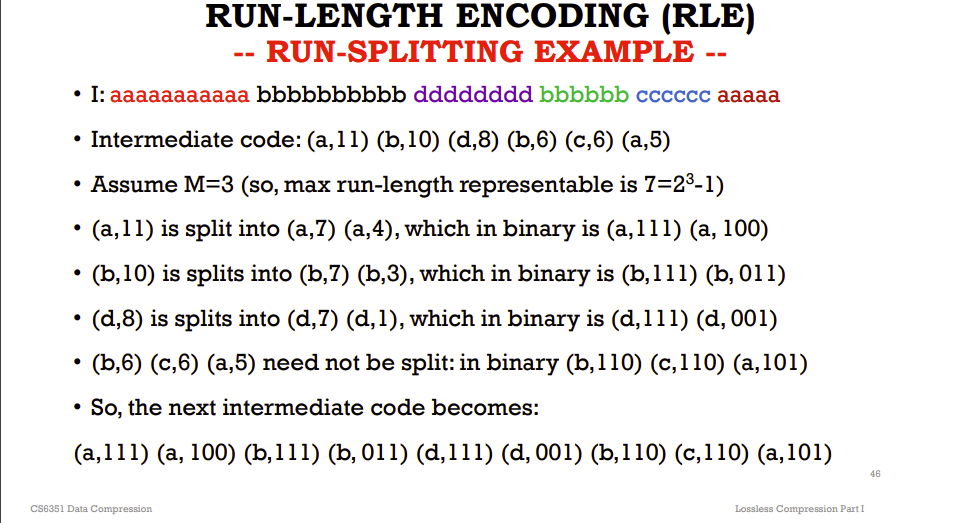 RUN-LENGTH ENCODING (RLE)
-- RUN-SPLITTING EXAMPLE --
• I: aaaaaaaaaaa bbbbbbbbbb dddddddd bbbbbb cccccc aaaaa
• Intermediate code: (a,11) (b,10) (d,8) (b,6) (c,6) (a,5)
• Assume M=3 (so, max run-length representable is 7=2³-1)
• (a,11) is split into (a,7) (a,4), which in binary is (a,111) (a, 100)
• (b,10) is splits into (b,7) (b,3), which in binary is (b,111) (b, 011)
• (d,8) is splits into (d,7) (d,1), which in binary is (d,111) (d, 001)
• (b,6) (c,6) (a,5) need not be split: in binary (b,110) (c,110) (a,101)
• So, the next intermediate code becomes:
(a,111) (a, 100) (b,111) (b, 011) (d,111) (d, 001) (b,110) (c,110) (a,101)
46
CS6351 Data Compression
Lossless Compression Part I